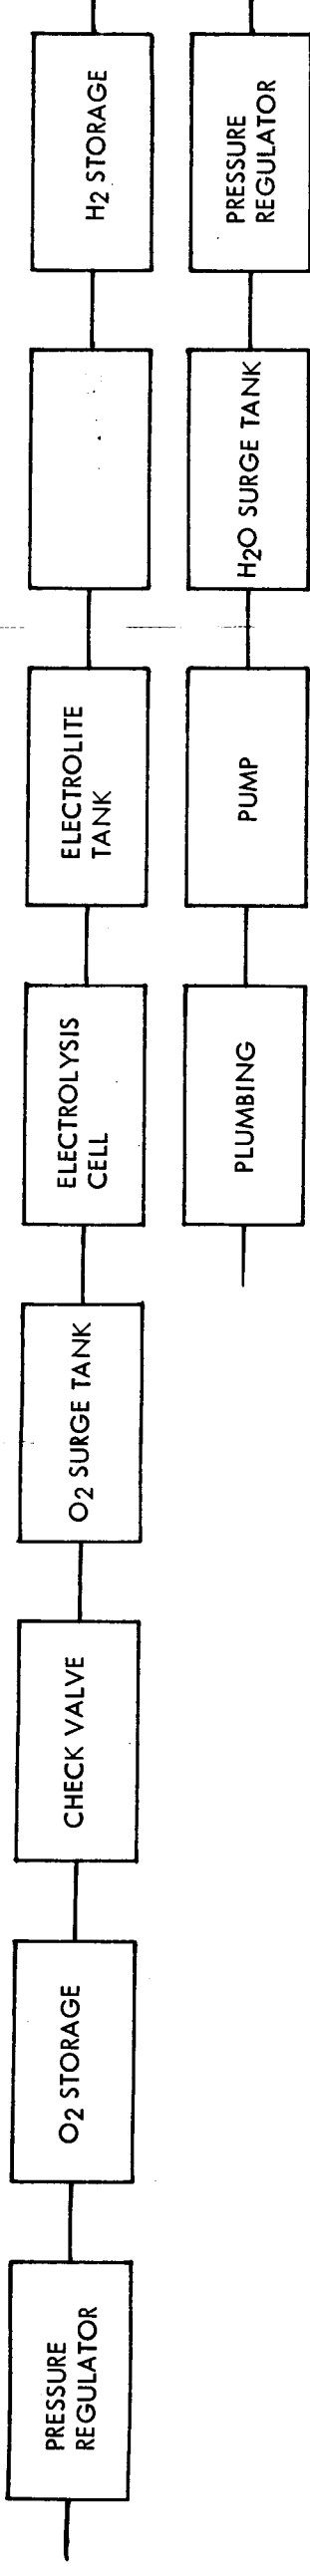 PRESSURE
REGULATOR
O2 STORAGE
CHECK VALVE
O2 SURGE TANK
ELECTROLYSIS
CELL
ELECTROLITE
TANK
H2 STORAGE
PLUMBING
PUMP
H2O SURGE TANK
PRESSURE
REGULATOR